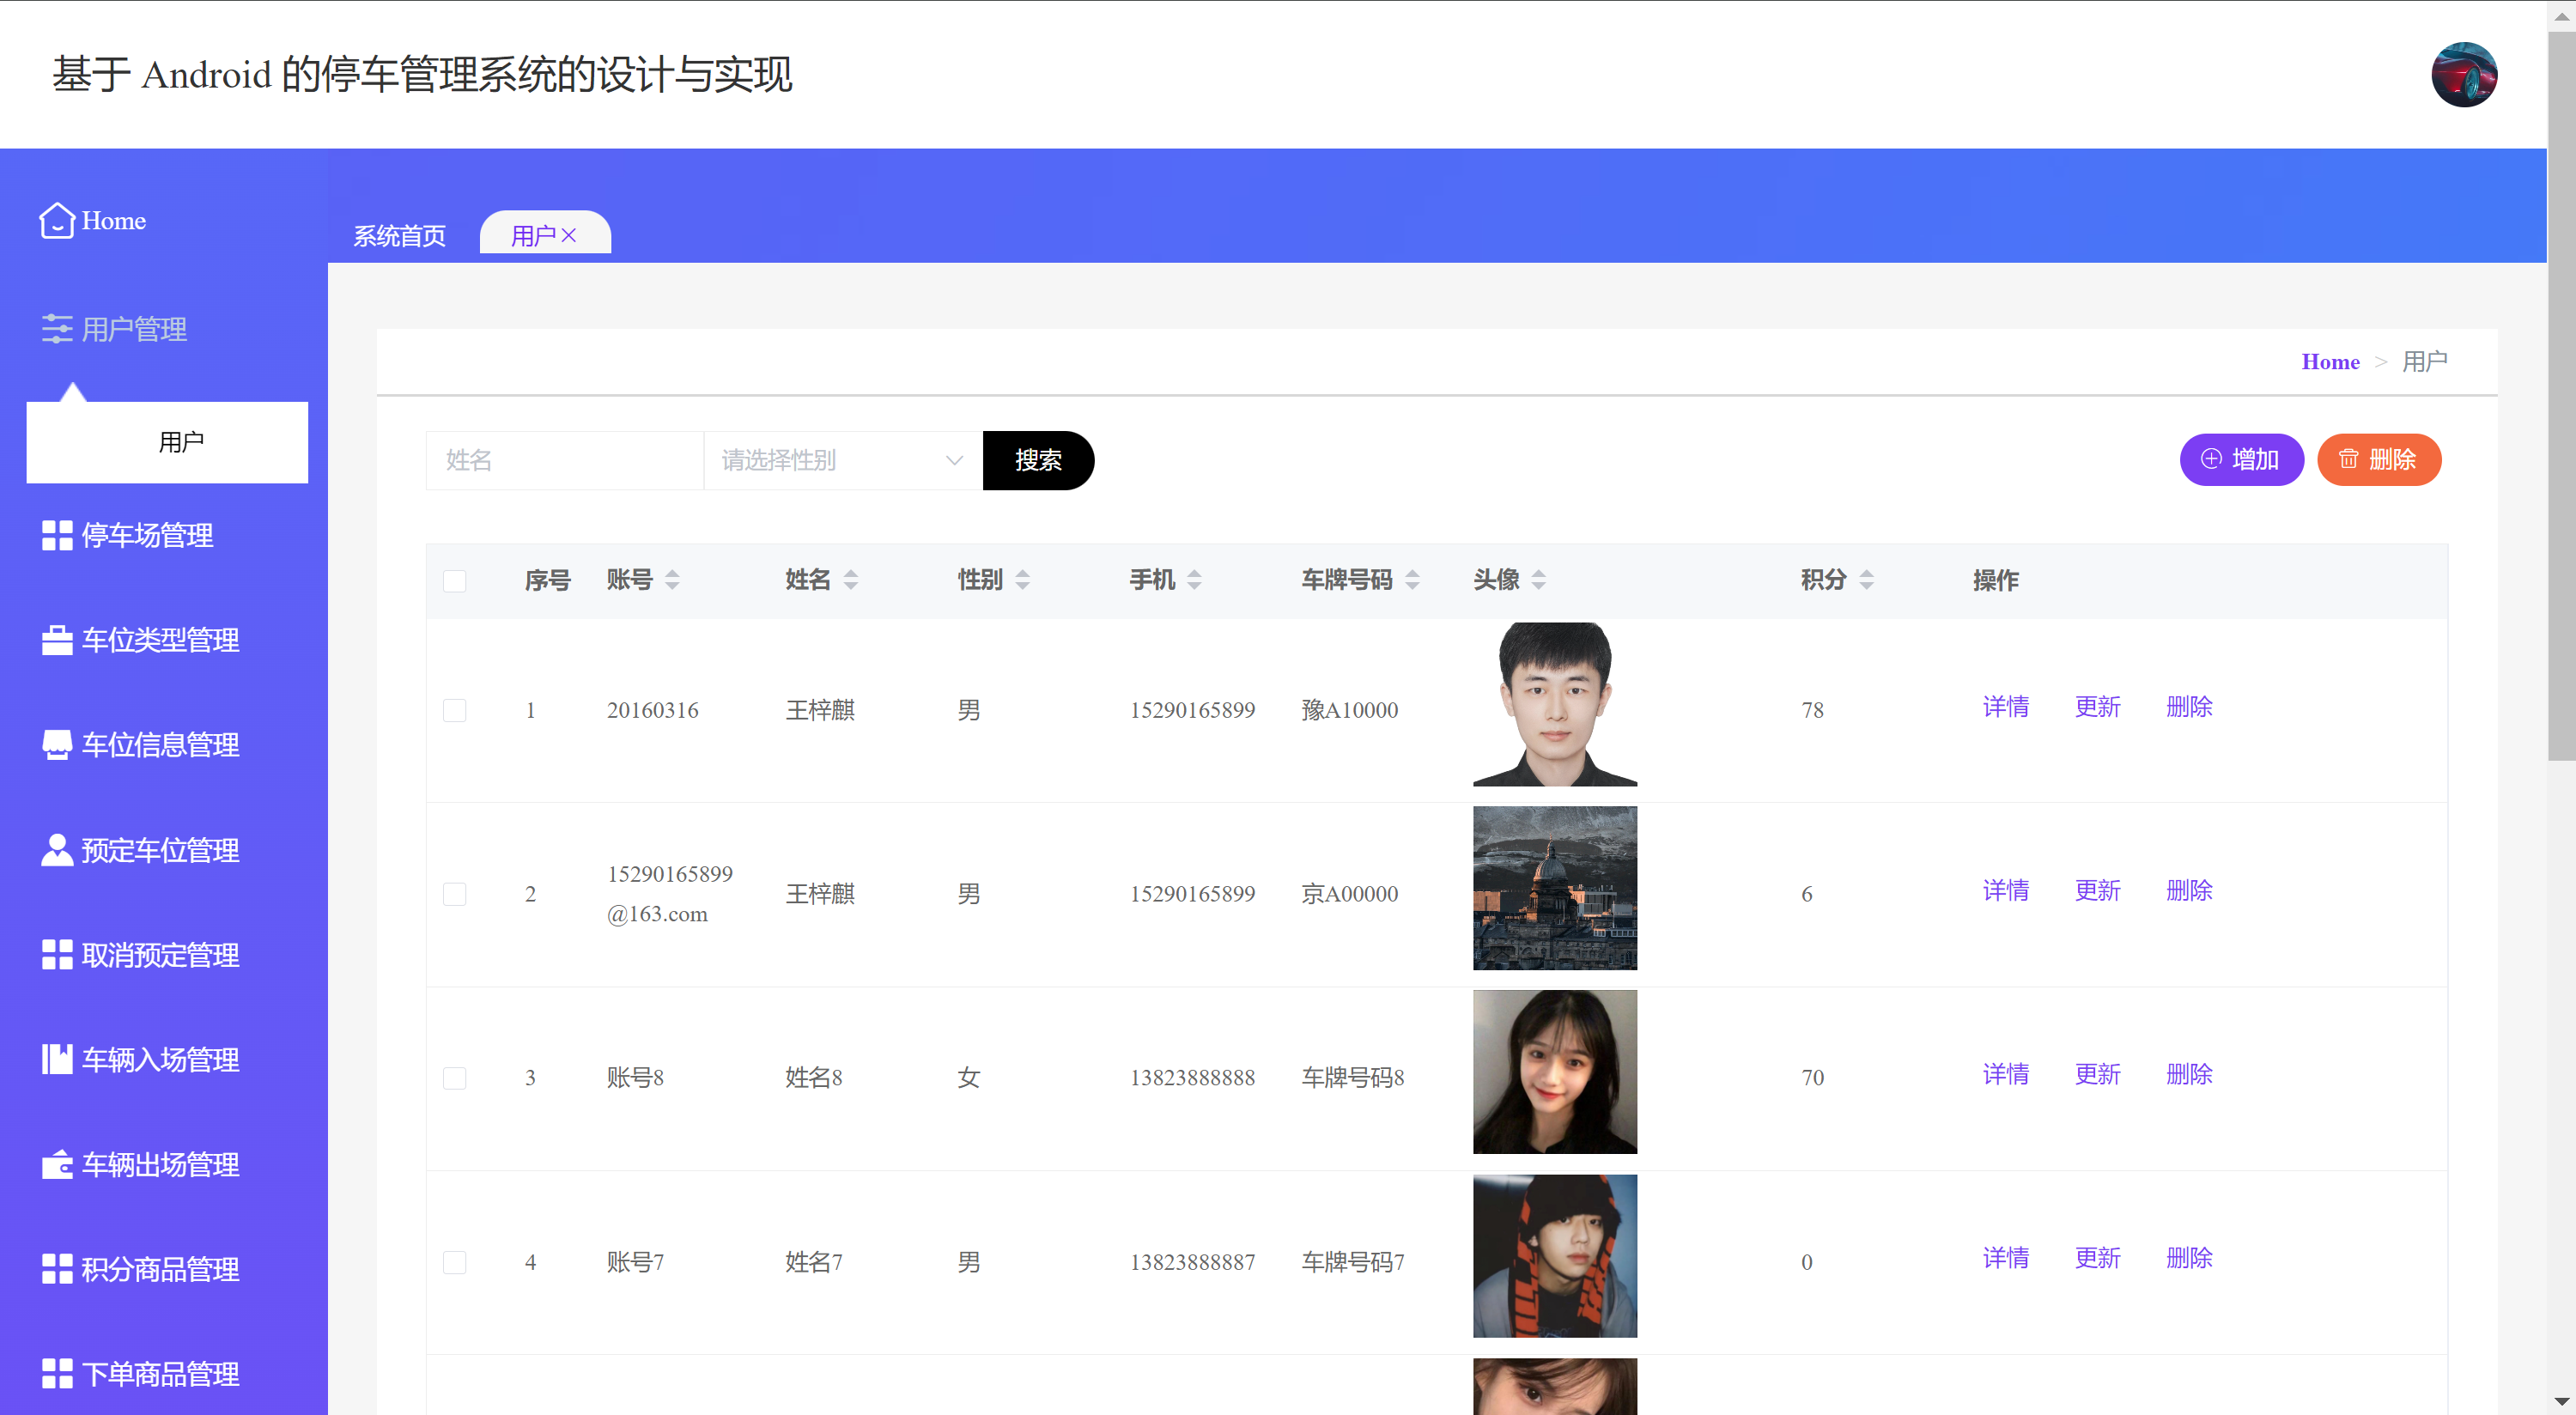 基于 Android 的停车管理系统的设计与实现
Home
系统首页
用户×
用户管理
Home > 用户
用户
姓名
请选择性别
搜索
增加
删除
停车场管理
车位类型管理
车位信息管理
预定车位管理
取消预定管理
车辆入场管理
车辆出场管理
积分商品管理
下单商品管理
序号 账号 姓名 性别 手机 车牌号码 头像 积分 操作
1 20160316 王梓麒 男 15290165899 豫A10000 78 详情 更新 删除
2 15290165899
@163.com 王梓麒 男 15290165899 京A00000 6 详情 更新 删除
3 账号8 姓名8 女 13823888888 车牌号码8 70 详情 更新 删除
4 账号7 姓名7 男 13823888887 车牌号码7 0 详情 更新 删除